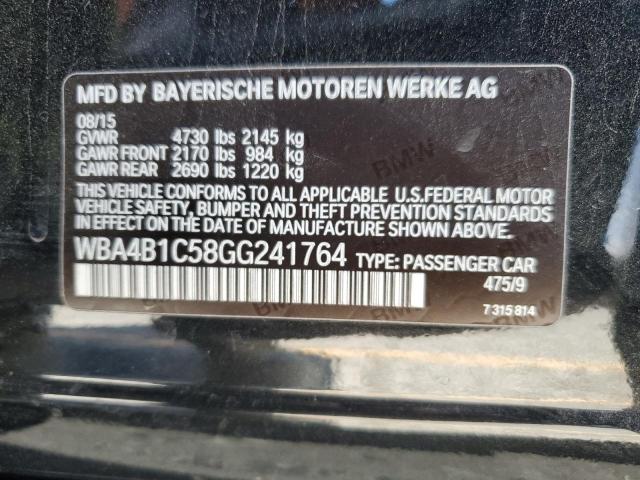 MFD BY BAYERISCHE MOTOREN WERKE AG
08/15
GVWR 4730 lbs 2145 kg
GAWR FRONT 2170 lbs 984 kg
GAWR REAR 2690 lbs 1220 kg
THIS VEHICLE CONFORMS TO ALL APPLICABLE U.S.FEDERAL MOTOR
VEHICLE SAFETY, BUMPER AND THEFT PREVENTION STANDARDS
IN EFFECT ON THE DATE OF MANUFACTURE SHOWN ABOVE.
WBA4B1C58GG241764 TYPE: PASSENGER CAR
475/9
7 315 814